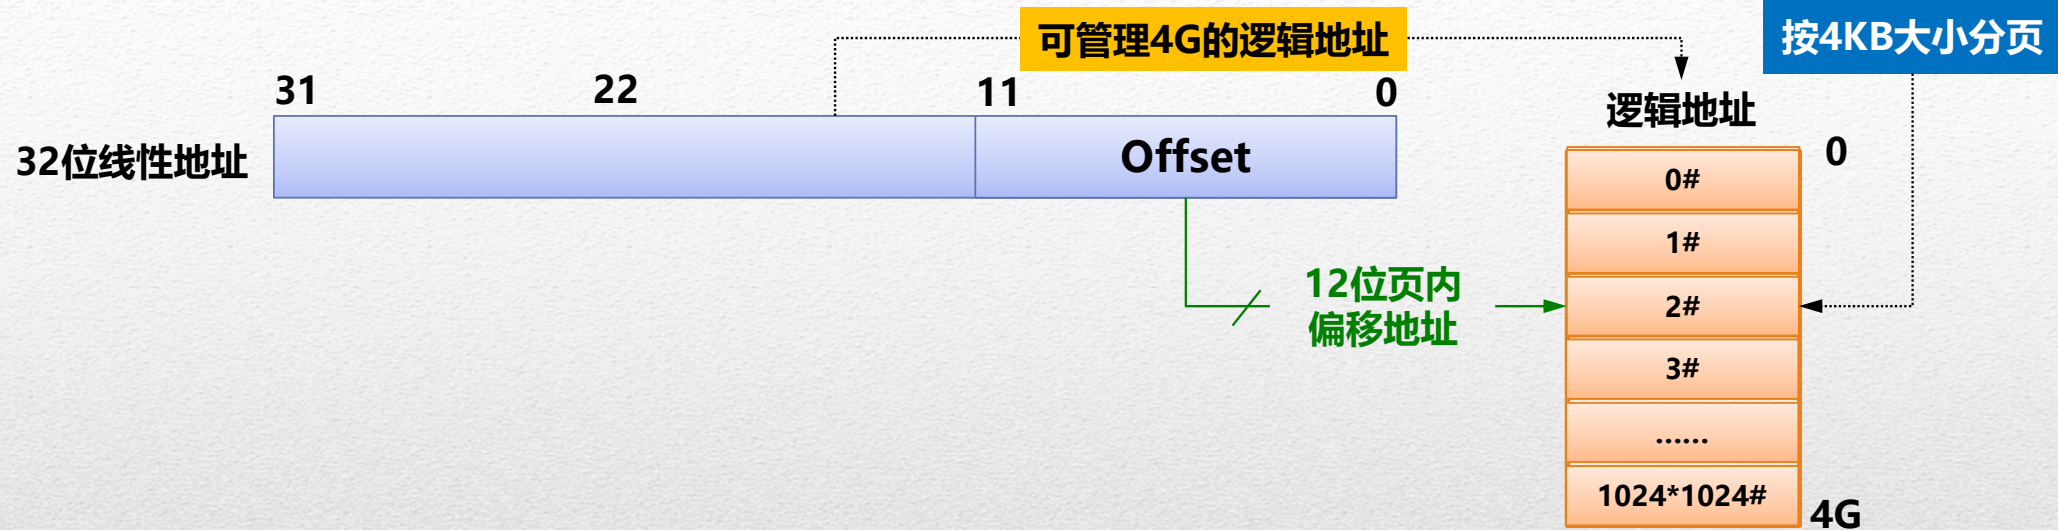 可管理4G的逻辑地址
按4KB大小分页
31
22
11
0
逻辑地址
32位线性地址
Offset
0
0#
1#
12位页内
偏移地址
2#
3#
......
1024*1024#
4G